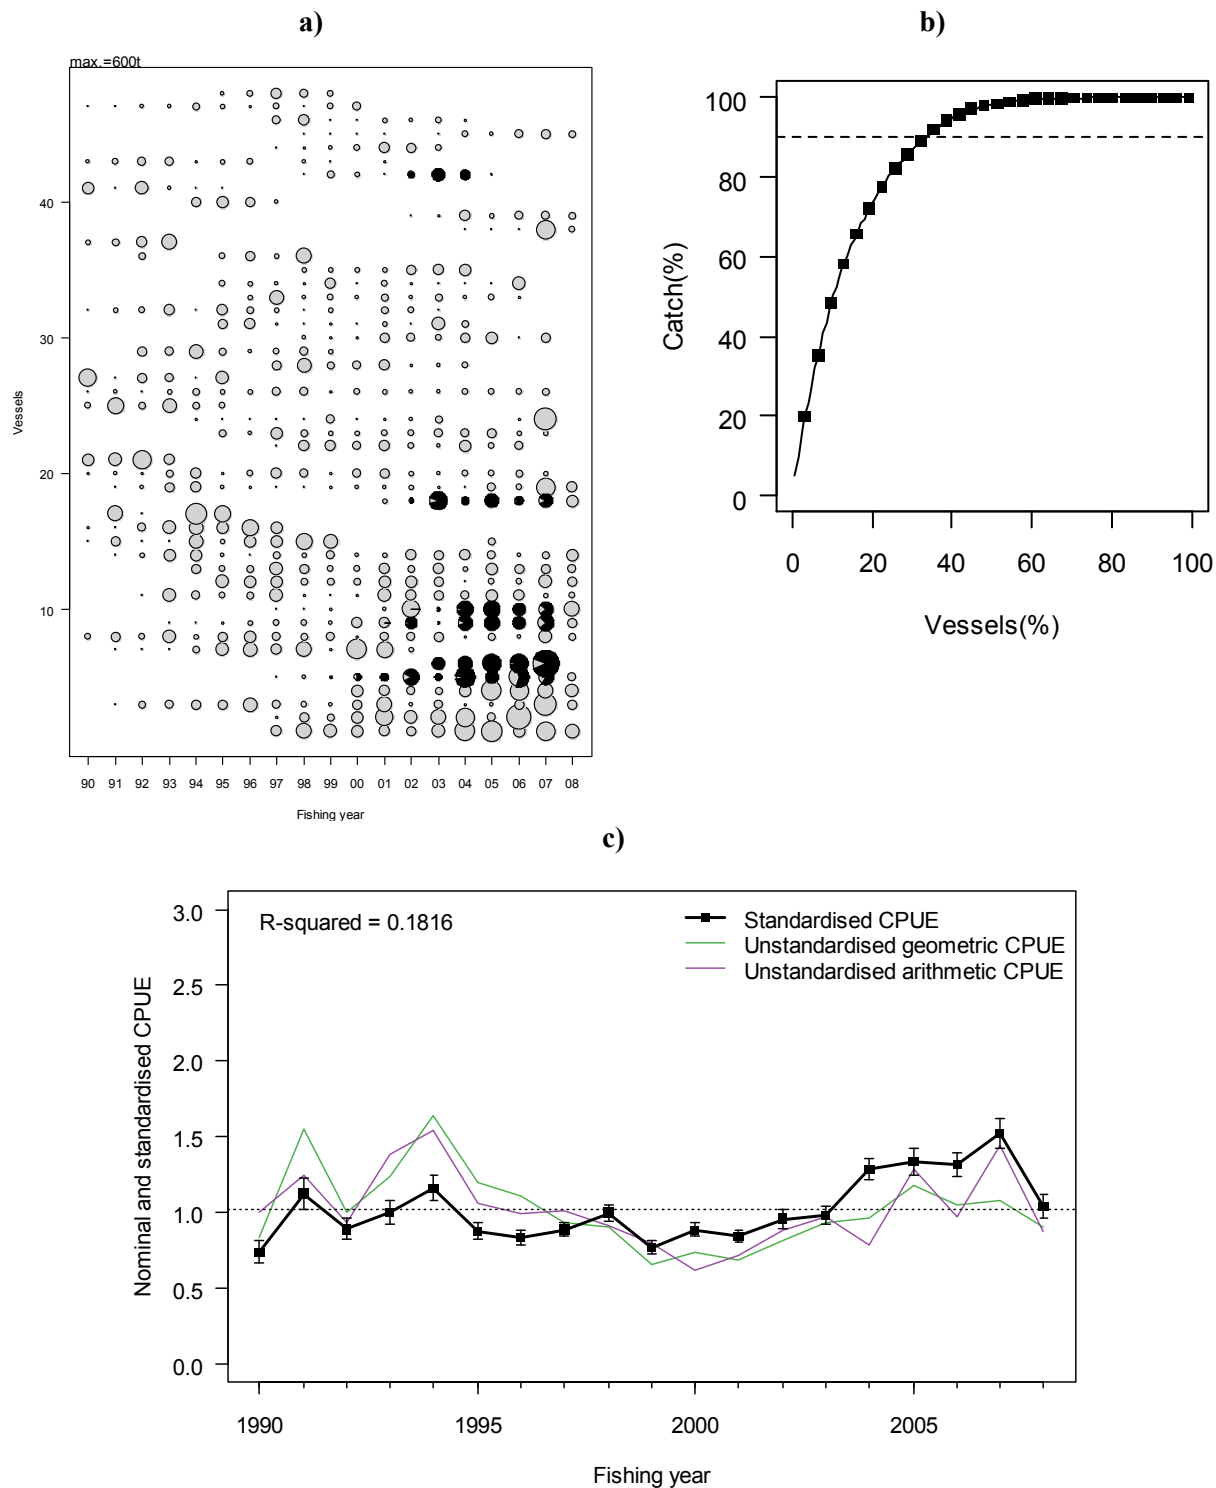 a)
b)
max.=600t
Vessels
40
30
20
10
90 91 92 93 94 95 96 97 98 99 00 01 02 03 04 05 06 07 08
Fishing year
Catch(%)
100
80
60
40
20
0
0 20 40 60 80 100
Vessels(%)
c)
R-squared = 0.1816
Standardised CPUE
Unstandardised geometric CPUE
Unstandardised arithmetic CPUE
Nominal and standardised CPUE
3.0
2.5
2.0
1.5
1.0
0.5
0.0
1990 1995 2000 2005
Fishing year